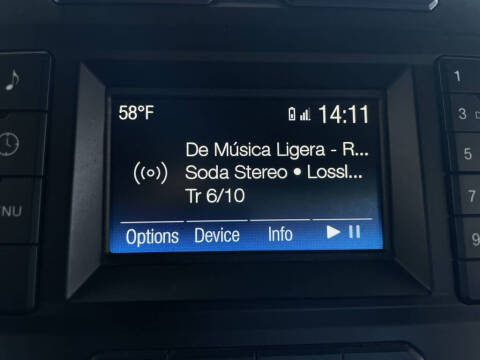 58°F 14:11
De Música Ligera - R...
Soda Stereo • Lossl...
Tr 6/10
Options Device Info
1
3
5
7
9